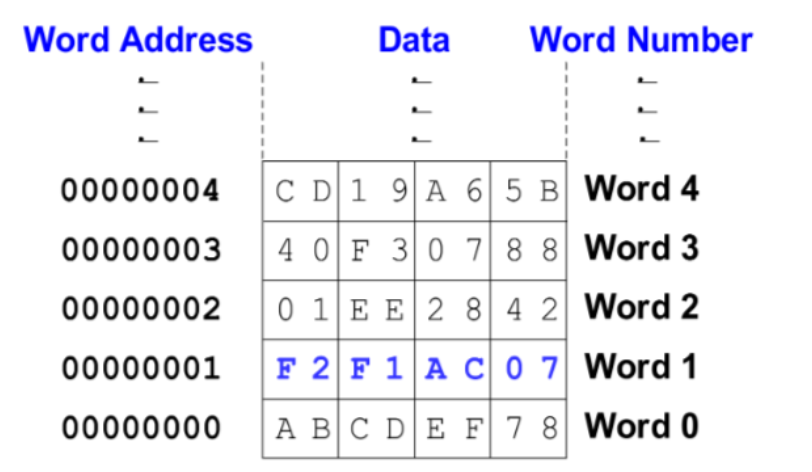 Word Address Data Word Number
00000004 C D 1 9 A 6 5 B Word 4
00000003 4 0 F 3 0 7 8 8 Word 3
00000002 0 1 E E 2 8 4 2 Word 2
00000001 F 2 F 1 A C 0 7 Word 1
00000000 A B C D E F 7 8 Word 0